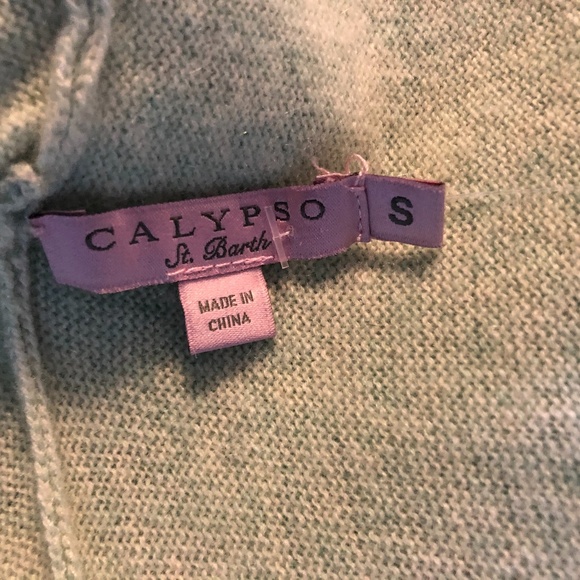 CALYPSO
St. Barth
S
MADE IN
CHINA